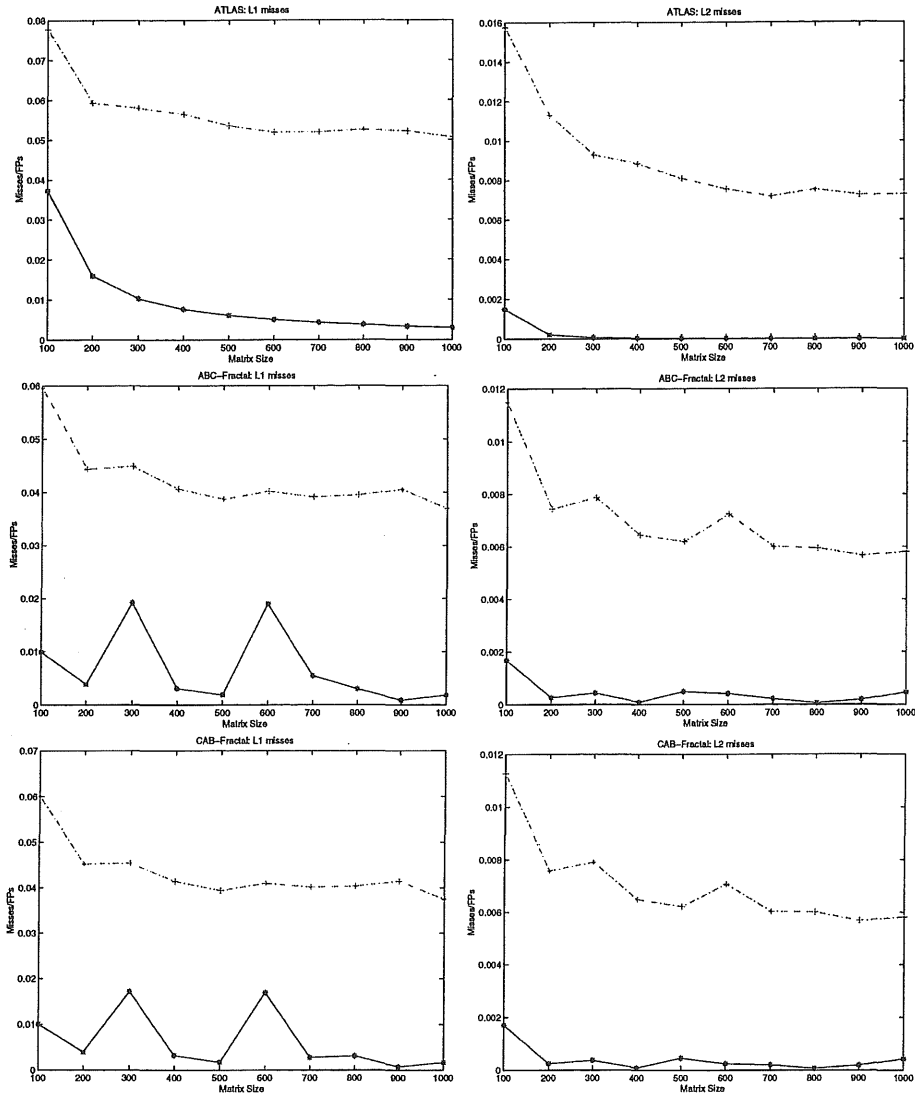 ATLAS: L1 misses
0.08
0.07
0.06
0.05
0.04
0.03
0.02
0.01
0
Misses/FPs
100 200 300 400 500 600 700 800 900 1000
Matrix Size
ATLAS: L2 misses
0.016
0.014
0.012
0.01
0.008
0.006
0.004
0.002
0
Misses/FPs
100 200 300 400 500 600 700 800 900 1000
Matrix Size
ABC-Fractal: L1 misses
0.06
0.05
0.04
0.03
0.02
0.01
0
Misses/FPs
100 200 300 400 500 600 700 800 900 1000
Matrix Size
ABC-Fractal: L2 misses
0.012
0.01
0.008
0.006
0.004
0.002
0
Misses/FPs
100 200 300 400 500 600 700 800 900 1000
Matrix Size
CAB-Fractal: L1 misses
0.07
0.06
0.05
0.04
0.03
0.02
0.01
0
Misses/FPs
100 200 300 400 500 600 700 800 900 1000
Matrix Size
CAB-Fractal: L2 misses
0.012
0.01
0.008
0.006
0.004
0.002
0
Misses/FPs
100 200 300 400 500 600 700 800 900 1000
Matrix Size